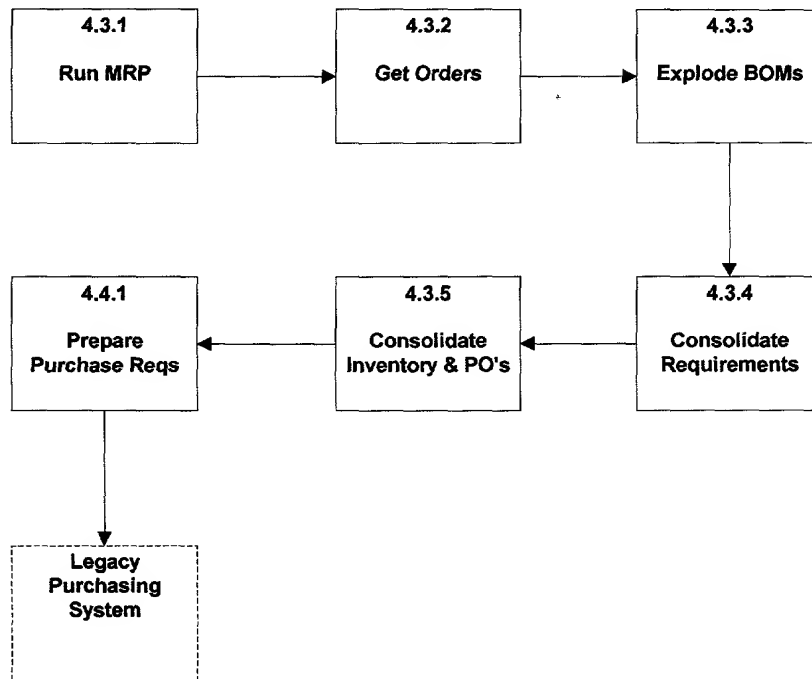 4.3.1
Run MRP
4.3.2
Get Orders
4.3.3
Explode BOMs
4.4.1
Prepare
Purchase Reqs
4.3.5
Consolidate
Inventory & PO's
4.3.4
Consolidate
Requirements
Legacy
Purchasing
System